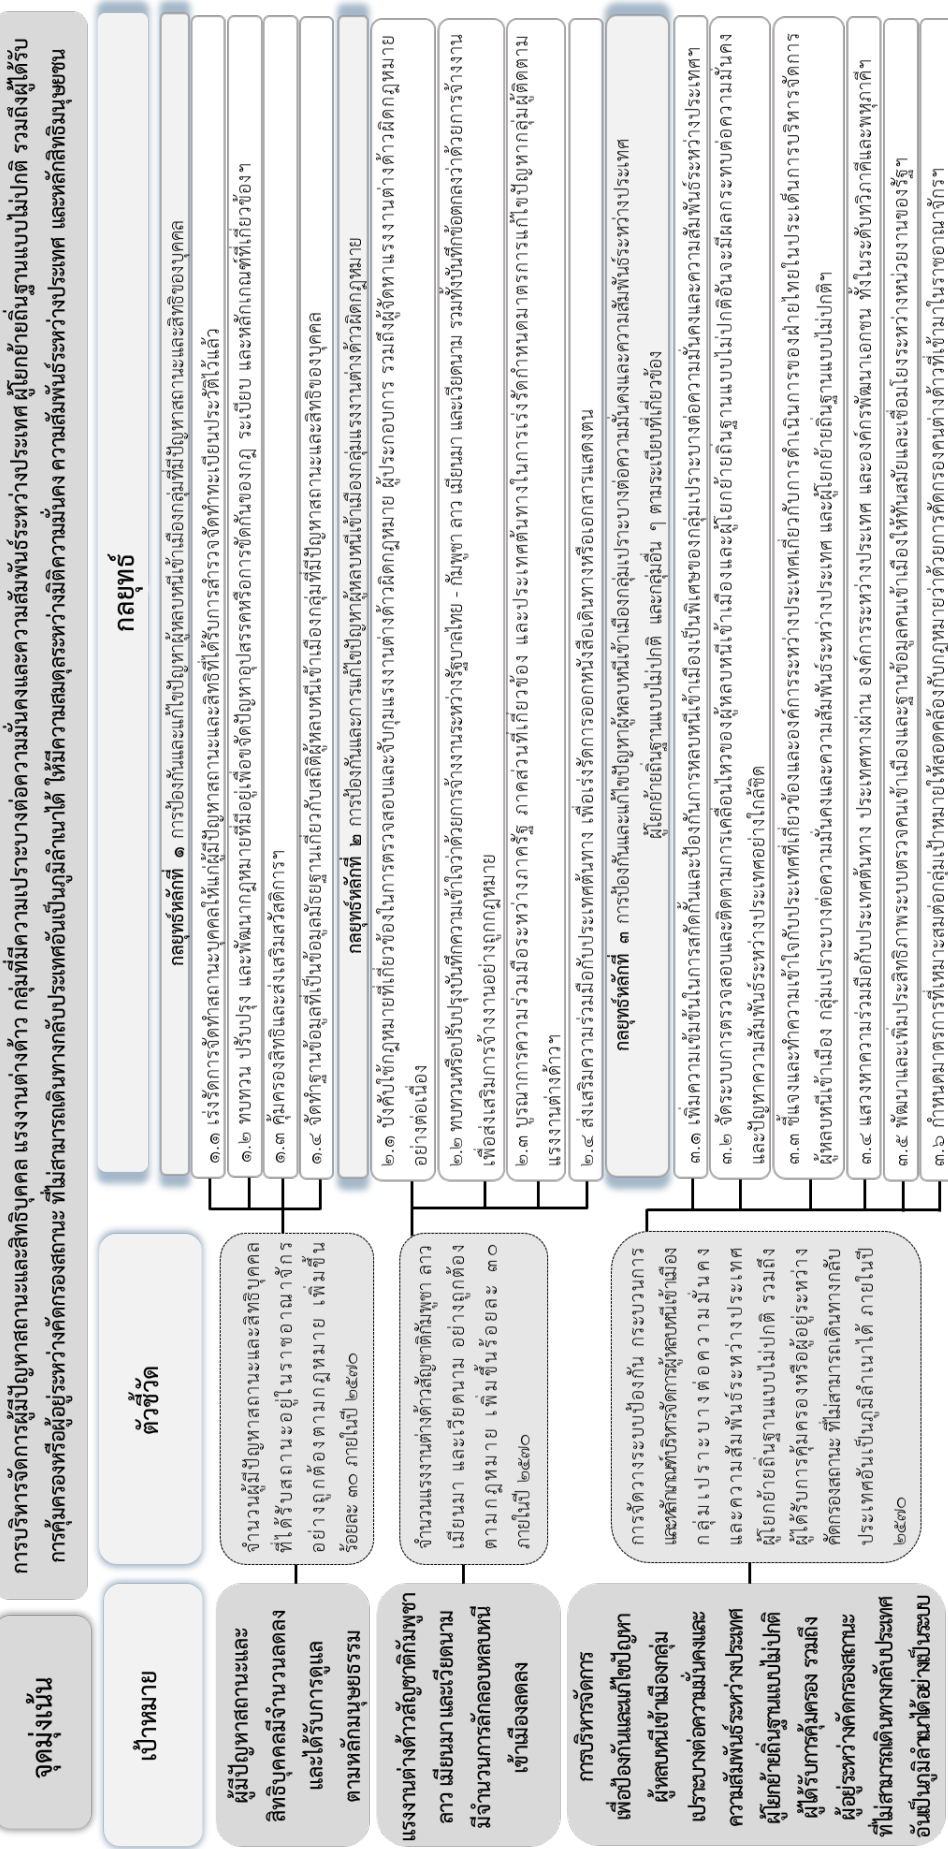 จุดมุ่งเน้น
การบริหารจัดการผู้มีปัญหาสถานะและสิทธิบุคคล แรงงานต่างด้าว กลุ่มที่มีความเปราะบางต่อความมั่นคงและความสัมพันธ์ระหว่างประเทศ ผู้โยกย้ายถิ่นฐานแบบไม่ปกติ รวมถึงผู้ได้รับ
การคุ้มครองหรือผู้อยู่ระหว่างคัดกรองสถานะ ที่ไม่สามารถเดินทางกลับประเทศอันเป็นภูมิลำเนาได้ ให้มีความสมดุลระหว่างมิติความมั่นคง ความสัมพันธ์ระหว่างประเทศ และหลักสิทธิมนุษยชน
เป้าหมาย
ตัวชี้วัด
กลยุทธ์
ผู้มีปัญหาสถานะและ
สิทธิบุคคลมีจำนวนลดลง
และได้รับการดูแล
ตามหลักมนุษยธรรม
จำนวนผู้มีปัญหาสถานะและสิทธิบุคคล
ที่ได้รับสถานะอยู่ในราชอาณาจักร
อย่างถูกต้องตามกฎหมาย เพิ่มขึ้น
ร้อยละ ๓๐ ภายในปี ๒๕๗๐
กลยุทธ์หลักที่ ๑ การป้องกันและแก้ไขปัญหาผู้หลบหนีเข้าเมืองกลุ่มที่มีปัญหาสถานะและสิทธิของบุคคล
๑.๑ เร่งรัดการจัดทำสถานะบุคคลให้แก่ผู้มีปัญหาสถานะและสิทธิที่ได้รับการสำรวจจัดทำทะเบียนประวัติไว้แล้ว
๑.๒ ทบทวน ปรับปรุง และพัฒนากฎหมายที่มีอยู่เพื่อขจัดปัญหาอุปสรรคหรือการขัดกันของกฎ ระเบียบ และหลักเกณฑ์ที่เกี่ยวข้องฯ
๑.๓ คุ้มครองสิทธิและส่งเสริมสวัสดิการฯ
๑.๔ จัดทำฐานข้อมูลที่เป็นข้อมูลมัธยฐานเกี่ยวกับสถิติผู้หลบหนีเข้าเมืองกลุ่มที่มีปัญหาสถานะและสิทธิของบุคคล
แรงงานต่างด้าวสัญชาติกัมพูชา
ลาว เมียนมา และเวียดนาม
มีจำนวนการลักลอบหลบหนี
เข้าเมืองลดลง
จำนวนแรงงานต่างด้าวสัญชาติกัมพูชา ลาว
เมียนมา และเวียดนาม อย่างถูกต้อง
ตามกฎหมาย เพิ่มขึ้นร้อยละ ๓๐
ภายในปี ๒๕๗๐
กลยุทธ์หลักที่ ๒ การป้องกันและการแก้ไขปัญหาผู้หลบหนีเข้าเมืองกลุ่มแรงงานต่างด้าวผิดกฎหมาย
๒.๑ บังคับใช้กฎหมายที่เกี่ยวข้องในการตรวจสอบและจับกุมแรงงานต่างด้าวผิดกฎหมาย ผู้ประกอบการ รวมถึงผู้จัดหาแรงงานต่างด้าวผิดกฎหมาย
อย่างต่อเนื่อง
๒.๒ ทบทวนหรือปรับปรุงบันทึกความเข้าใจว่าด้วยการจ้างงานระหว่างรัฐบาลไทย - กัมพูชา ลาว เมียนมา และเวียดนาม รวมทั้งบันทึกข้อตกลงว่าด้วยการจ้างงาน
เพื่อส่งเสริมการจ้างงานอย่างถูกกฎหมาย
๒.๓ บูรณาการความร่วมมือระหว่างภาครัฐ ภาคส่วนที่เกี่ยวข้อง และประเทศต้นทางในการเร่งรัดกำหนดมาตรการแก้ไขปัญหากลุ่มผู้ติดตาม
แรงงานต่างด้าวฯ
๒.๔ ส่งเสริมความร่วมมือกับประเทศต้นทาง เพื่อเร่งรัดการออกหนังสือเดินทางหรือเอกสารแสดงตน
การบริหารจัดการ
เพื่อป้องกันและแก้ไขปัญหา
ผู้หลบหนีเข้าเมืองกลุ่ม
เปราะบางต่อความมั่นคงและ
ความสัมพันธ์ระหว่างประเทศ
ผู้โยกย้ายถิ่นฐานแบบไม่ปกติ
ผู้ได้รับการคุ้มครอง รวมถึง
ผู้อยู่ระหว่างคัดกรองสถานะ
ที่ไม่สามารถเดินทางกลับประเทศ
อันเป็นภูมิลำเนาได้อย่างเป็นระบบ
การจัดวางระบบป้องกัน กระบวนการ
และหลักเกณฑ์บริหารจัดการผู้หลบหนีเข้าเมือง
กลุ่มเปราะบางต่อความมั่นคง
และความสัมพันธ์ระหว่างประเทศ
ผู้โยกย้ายถิ่นฐานแบบไม่ปกติ รวมถึง
ผู้ได้รับการคุ้มครองหรือผู้อยู่ระหว่าง
คัดกรองสถานะ ที่ไม่สามารถเดินทางกลับ
ประเทศอันเป็นภูมิลำเนาได้ ภายในปี
๒๕๗๐
กลยุทธ์หลักที่ ๓ การป้องกันและแก้ไขปัญหาผู้หลบหนีเข้าเมืองกลุ่มเปราะบางต่อความมั่นคงและความสัมพันธ์ระหว่างประเทศ
ผู้โยกย้ายถิ่นฐานแบบไม่ปกติ และกลุ่มอื่น ๆ ตามระเบียบที่เกี่ยวข้อง
๓.๑ เพิ่มความเข้มข้นในการสกัดกั้นและป้องกันการหลบหนีเข้าเมืองเป็นพิเศษของกลุ่มเปราะบางต่อความมั่นคงและความสัมพันธ์ระหว่างประเทศฯ
๓.๒ จัดระบบการตรวจสอบและติดตามการเคลื่อนไหวของผู้หลบหนีเข้าเมืองและผู้โยกย้ายถิ่นฐานแบบไม่ปกติอันจะมีผลกระทบต่อความมั่นคง
และปัญหาความสัมพันธ์ระหว่างประเทศอย่างใกล้ชิด
๓.๓ ชี้แจงและทำความเข้าใจกับประเทศที่เกี่ยวข้องและองค์การระหว่างประเทศเกี่ยวกับการดำเนินการของฝ่ายไทยในประเด็นการบริหารจัดการ
ผู้หลบหนีเข้าเมือง กลุ่มเปราะบางต่อความมั่นคงและความสัมพันธ์ระหว่างประเทศ และผู้โยกย้ายถิ่นฐานแบบไม่ปกติฯ
๓.๔ แสวงหาความร่วมมือกับประเทศต้นทาง ประเทศทางผ่าน องค์การระหว่างประเทศ และองค์กรพัฒนาเอกชน ทั้งในระดับทวิภาคีและพหุภาคีฯ
๓.๕ พัฒนาและเพิ่มประสิทธิภาพระบบตรวจคนเข้าเมืองและฐานข้อมูลคนเข้าเมืองให้ทันสมัยและเชื่อมโยงระหว่างหน่วยงานของรัฐฯ
๓.๖ กำหนดมาตรการที่เหมาะสมต่อกลุ่มเป้าหมายให้สอดคล้องกับกฎหมายว่าด้วยการคัดกรองคนต่างด้าวที่เข้ามาในราชอาณาจักรฯ